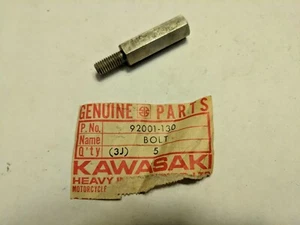 GENUINE PARTS
P.No. 92001-130
Name BOLT
Q'ty (3J) 5
KAWASAKI
HEAVY
MOTORCYCLE